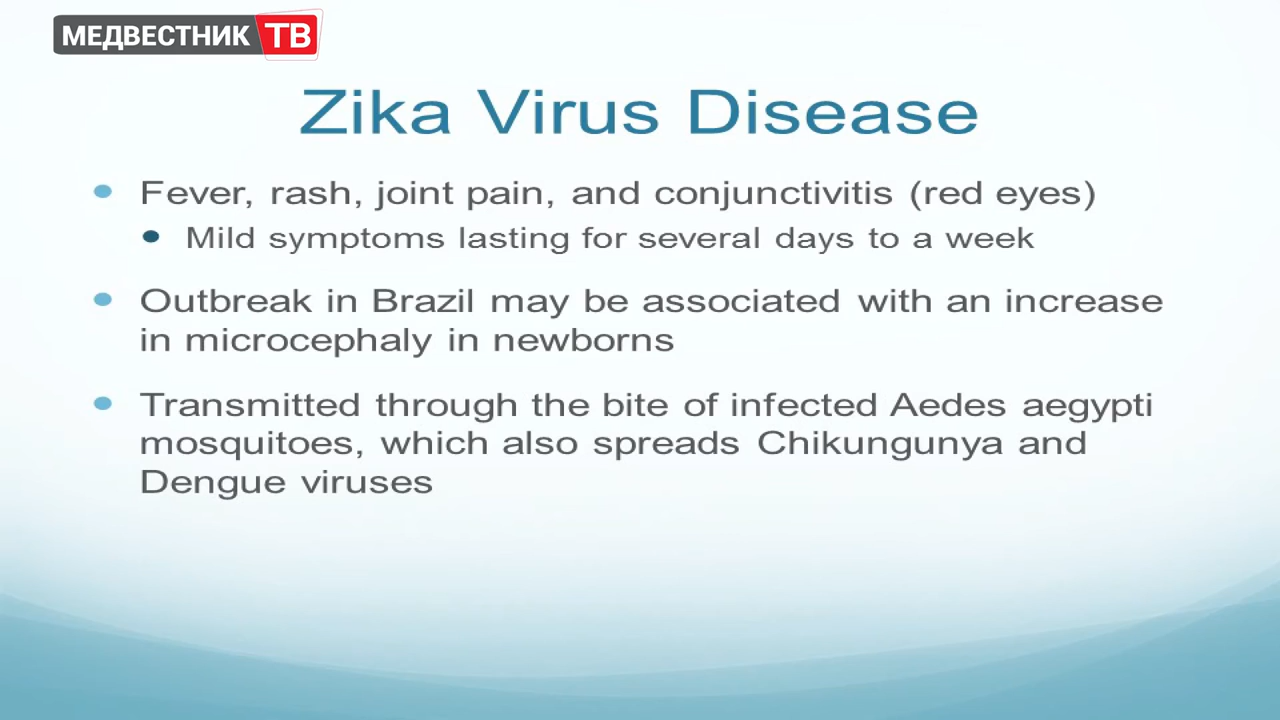 МЕДВЕСТНИК ТВ
Zika Virus Disease
Fever, rash, joint pain, and conjunctivitis (red eyes)
Mild symptoms lasting for several days to a week
Outbreak in Brazil may be associated with an increase
in microcephaly in newborns
Transmitted through the bite of infected Aedes aegypti
mosquitoes, which also spreads Chikungunya and
Dengue viruses